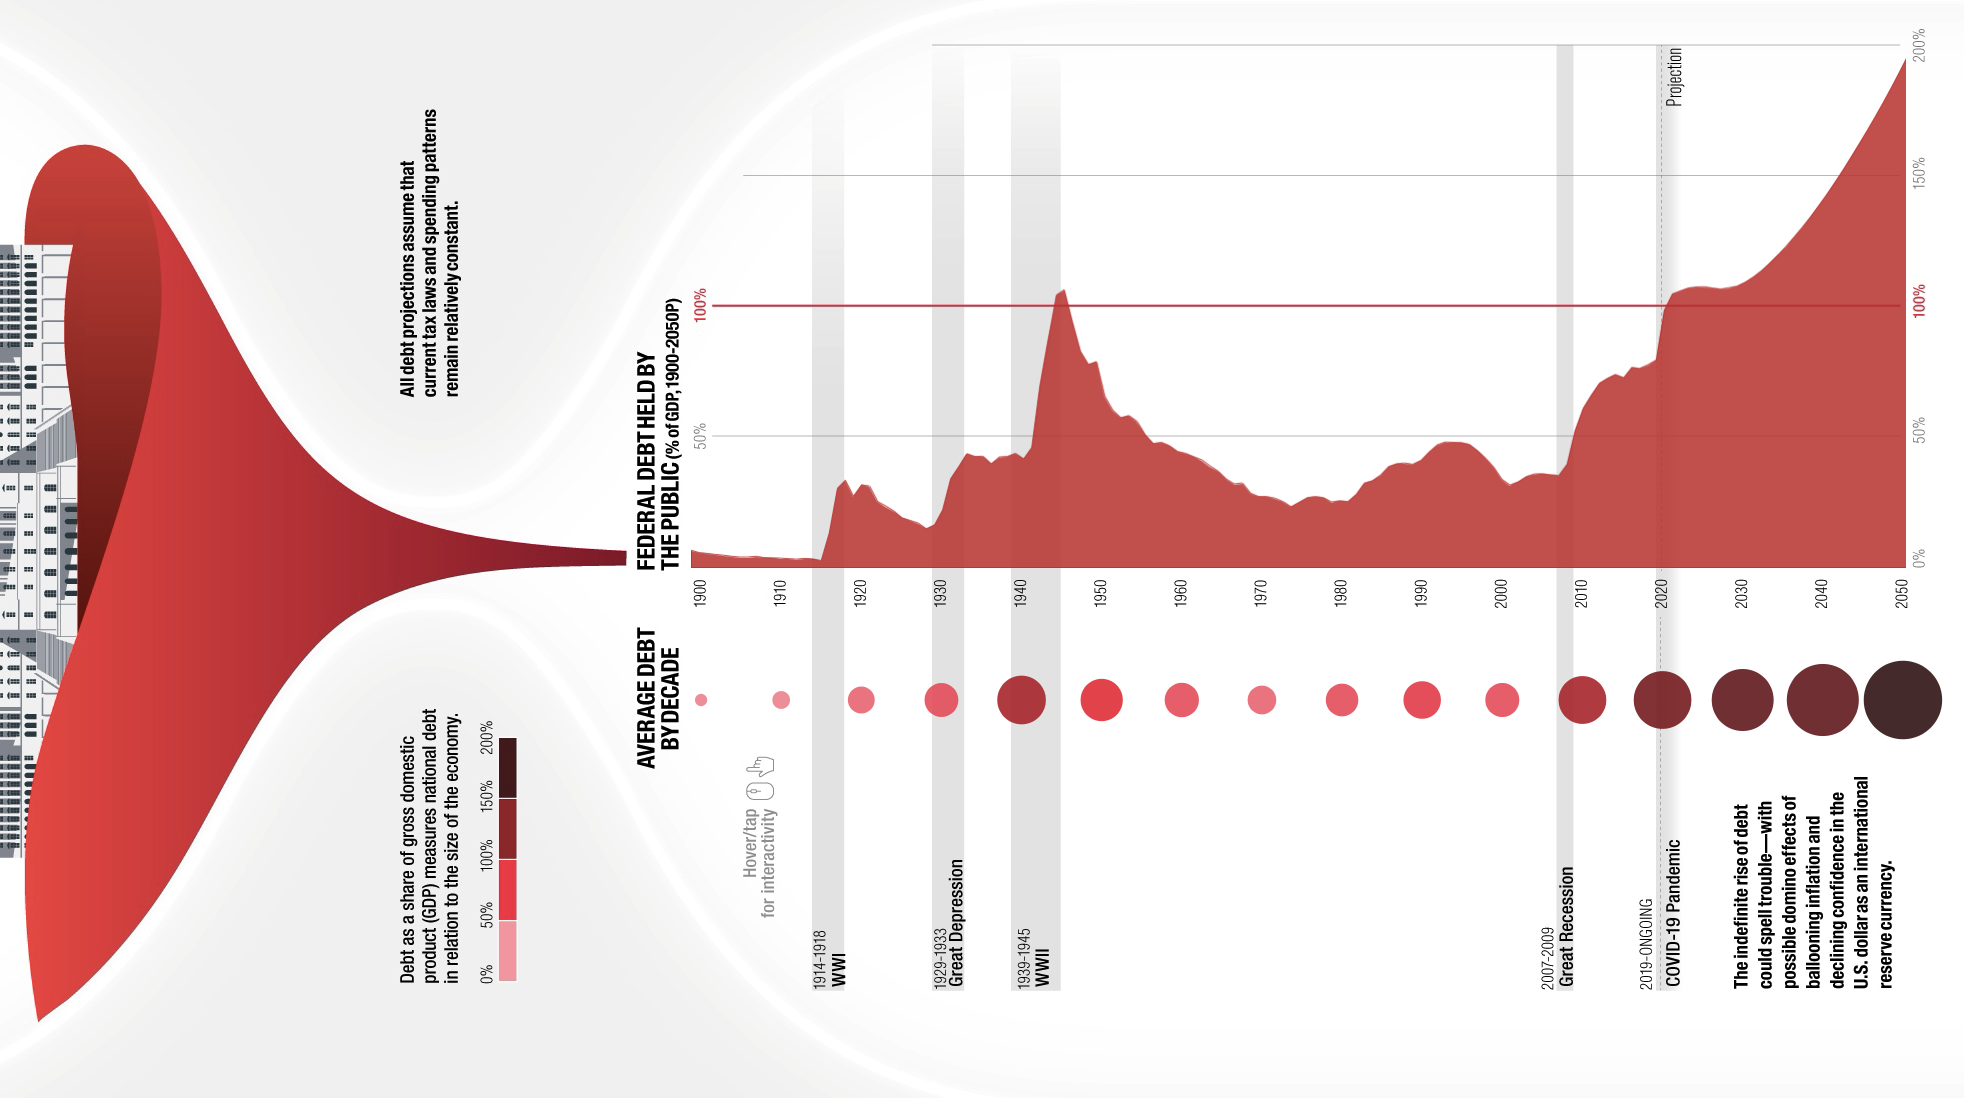 Debt as a share of gross domestic
product (GDP) measures national debt
in relation to the size of the economy.
0% 50% 100% 150% 200%
All debt projections assume that
current tax laws and spending patterns
remain relatively constant.
AVERAGE DEBT
BY DECADE
FEDERAL DEBT HELD BY
THE PUBLIC (% of GDP, 1900-2050P)
50% 100%
1900
Hover/tap
for interactivity
1910
1914-1918
WWI
1920
1929-1933
Great Depression
1930
1939-1945
WWII
1940
1950
1960
1970
1980
1990
2000
2007-2009
Great Recession
2010
2019-ONGOING
COVID-19 Pandemic
2020
Projection
The indefinite rise of debt
could spell trouble—with
possible domino effects of
ballooning inflation and
declining confidence in the
U.S. dollar as an international
reserve currency.
2030
2040
2050
0% 50% 100% 150% 200%